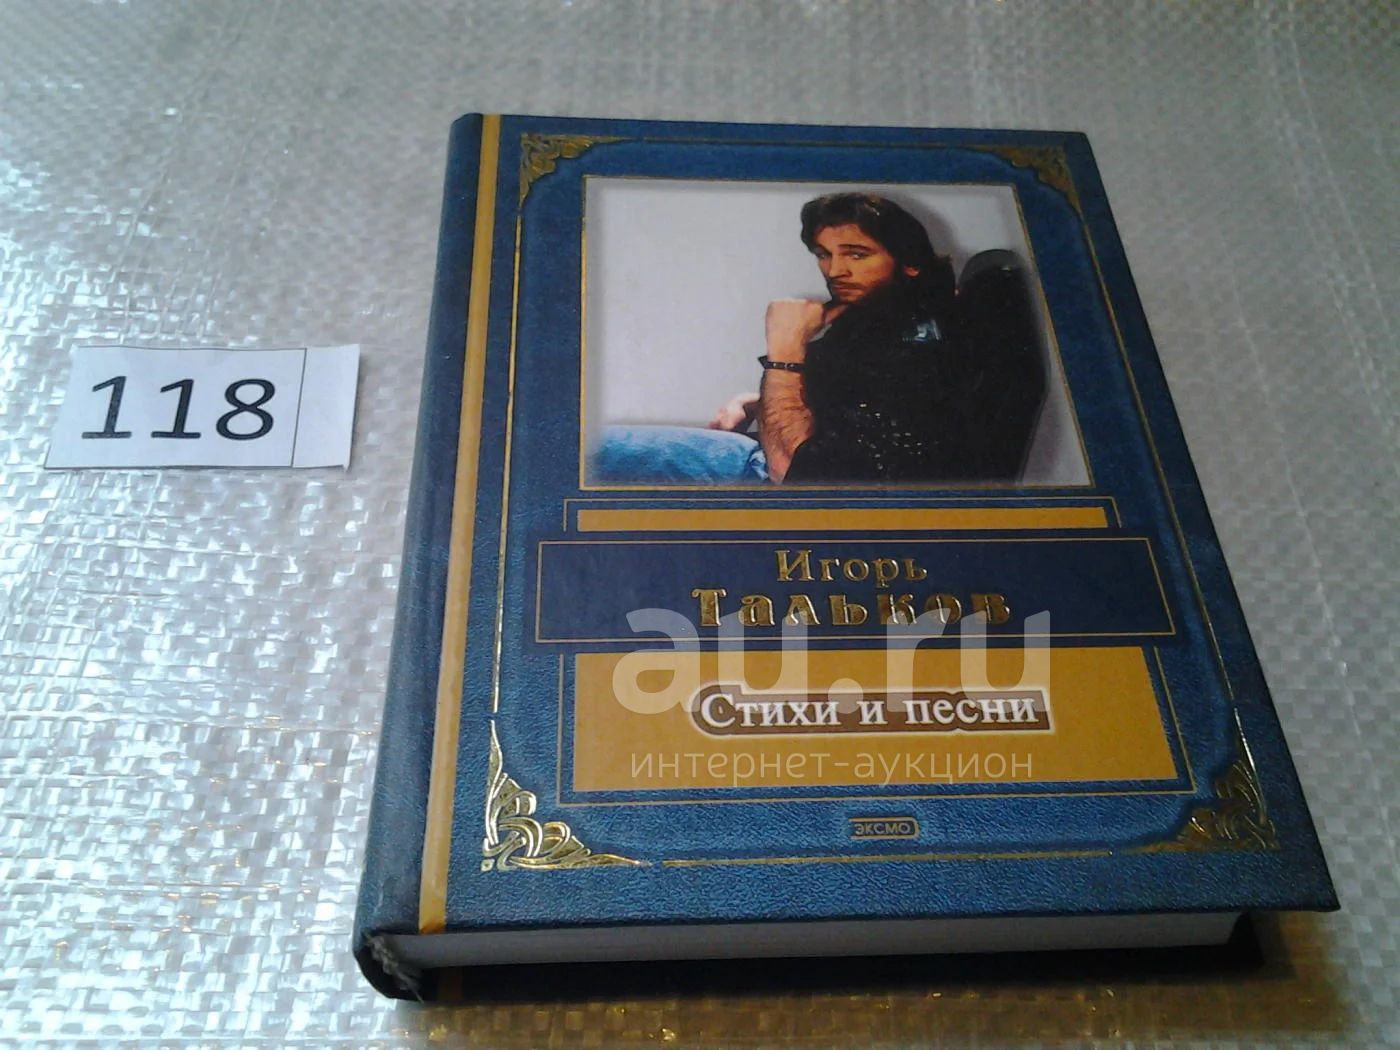 118
Игорь
Тальков
au.ru
Стихи и песни
интернет-аукцион
ЭКСМО